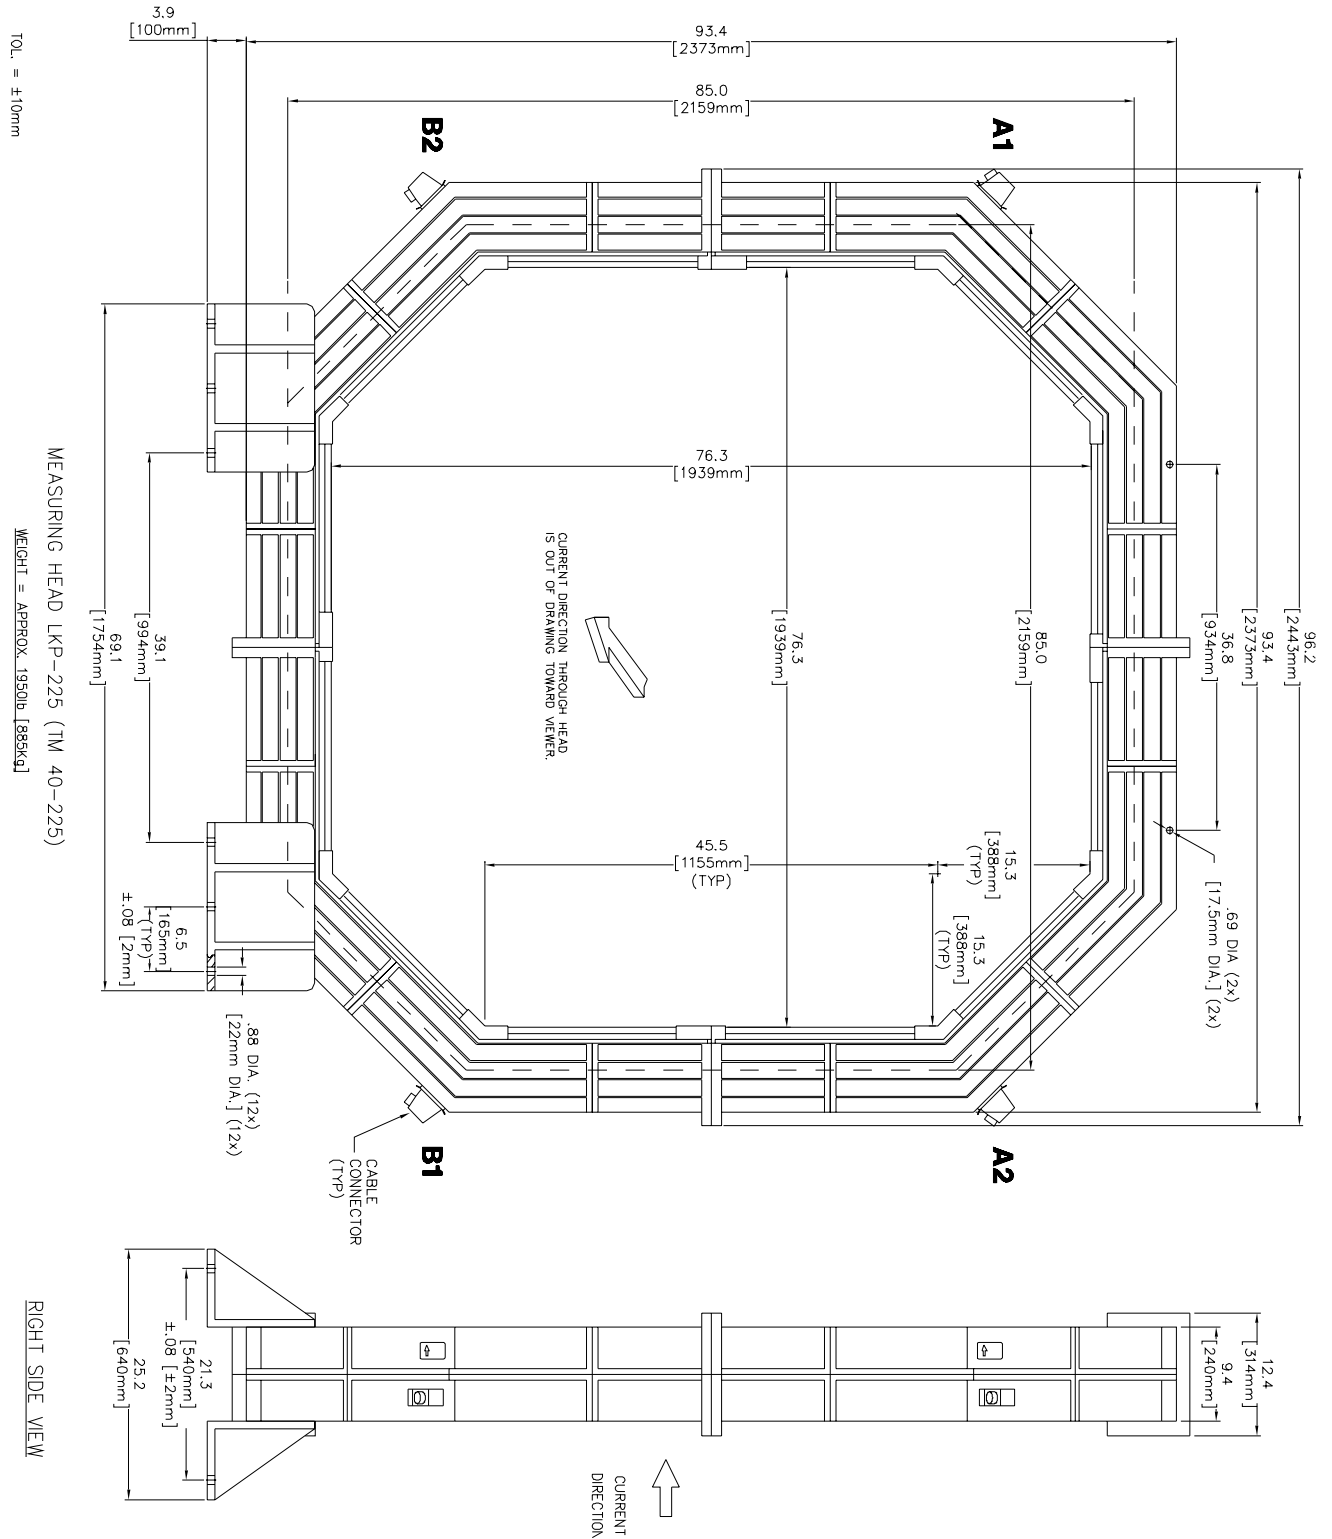 3.9
[100mm]
93.4
[2373mm]
85.0
[2159mm]
TOL. = ±10mm
B2
A1
96.2
[2443mm]
93.4
[2373mm]
36.8
[934mm]
85.0
[2159mm]
76.3
[1939mm]
76.3
[1939mm]
CURRENT DIRECTION THROUGH HEAD
IS OUT OF DRAWING TOWARD VIEWER.
39.1
[994mm]
69.1
[1754mm]
MEASURING HEAD LKP-225 (TM 40-225)
WEIGHT = APPROX. 1950lb [885Kg]
45.5
[1155mm]
(TYP)
15.3
[388mm]
(TYP)
15.3
[388mm]
(TYP)
.69 DIA (2x)
[17.5mm DIA.] (2x)
6.5
[165mm]
(TYP)
±.08 [2mm]
.88 DIA. (12x)
[22mm DIA.] (12x)
CABLE
CONNECTOR
(TYP)
B1
A2
12.4
[314mm]
9.4
[240mm]
21.3
[540mm]
±.08 [±2mm]
25.2
[640mm]
RIGHT SIDE VIEW
CURRENT
DIRECTION